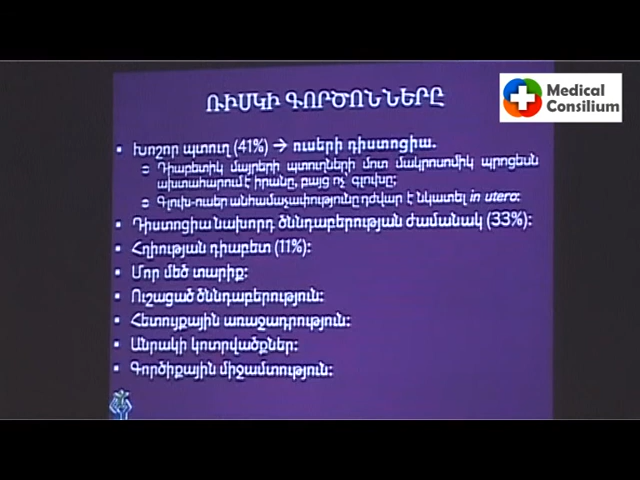 Medical
Consilium
ՌԻՍԿԻ ԳՈՐԾՈՆՆԵՐԸ
Խոշոր պտուղ (41%) → ուսերի դիստոցիա.
Դիաբետիկ մայրերի պտուղների մոտ մակրոսոմիկ պրոցեսն
ախտահարում է իրանը, բայց ոչ գլուխը;
Գլուխ-ուսեր անհամաչափությունը դժվար է նկատել in utero:
Դիստոցիա նախորդ ծննդաբերության ժամանակ (33%):
Հղիության դիաբետ (11%):
Մոր մեծ տարիք:
Ուշացած ծննդաբերություն:
Հետույքային առաջադրություն:
Անրակի կոտրվածքներ:
Գործիքային միջամտություն: